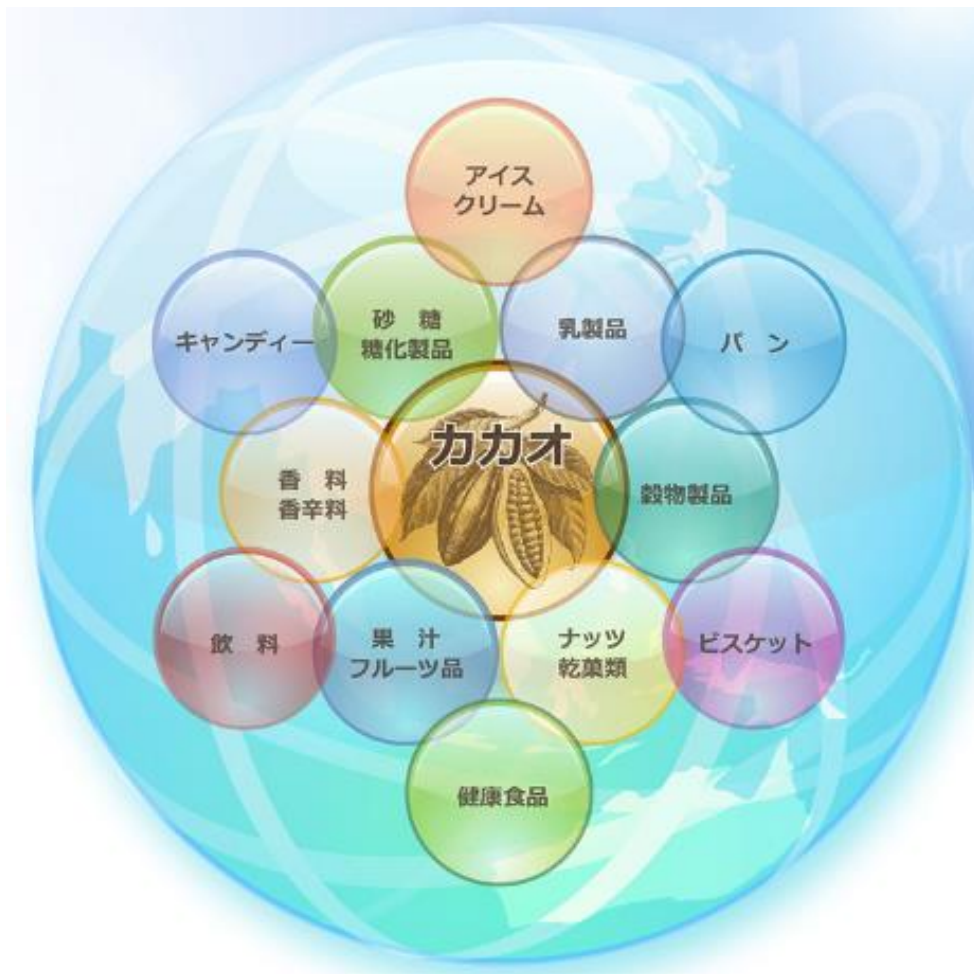 アイス
クリーム
キャンディー
砂 糖
糖化製品
乳製品
パ ン
カカオ
香 料
香辛料
穀物製品
飲 料
果 汁
フルーツ品
ナッツ
乾菓類
ビスケット
健康食品